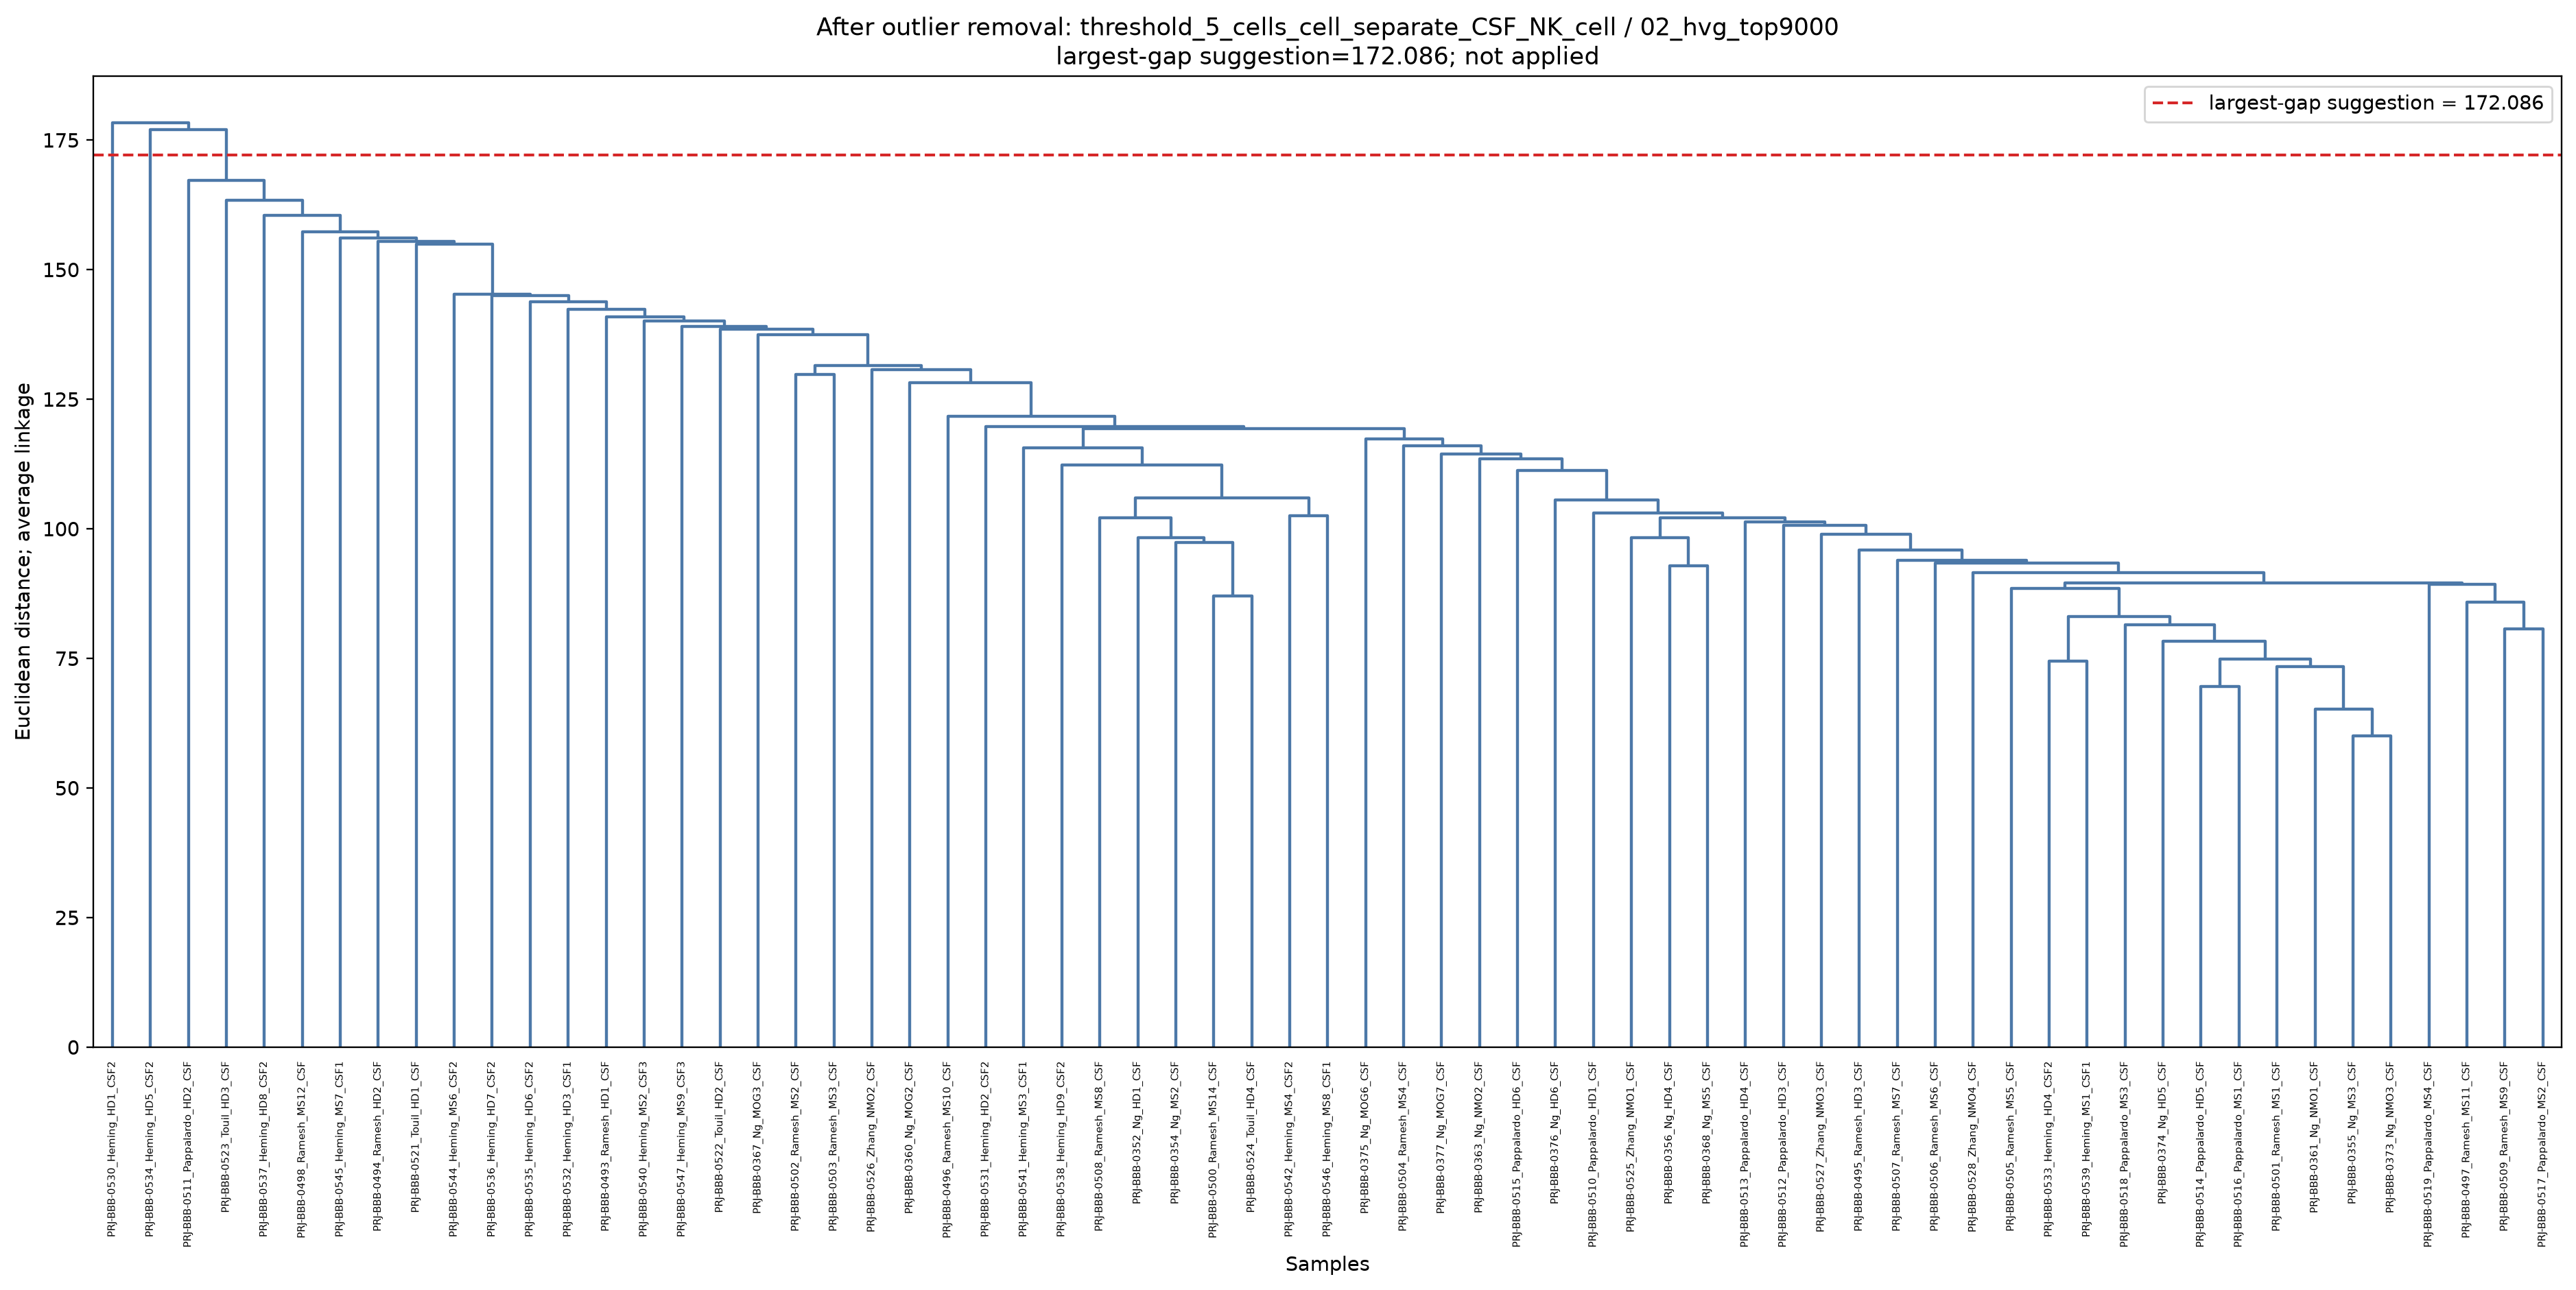 After outlier removal: threshold_5_cells_cell_separate_CSF_NK_cell / 02_hvg_top9000
largest-gap suggestion=172.086; not applied
largest-gap suggestion = 172.086
Euclidean distance; average linkage
175
150
125
100
75
50
25
0
PRJ-BBB-0530_Heming_HD1_CSF2
PRJ-BBB-0534_Heming_HD5_CSF2
PRJ-BBB-0511_Pappalardo_HD2_CSF
PRJ-BBB-0523_Touil_HD3_CSF
PRJ-BBB-0537_Heming_HD8_CSF2
PRJ-BBB-0498_Ramesh_MS12_CSF
PRJ-BBB-0545_Heming_MS7_CSF1
PRJ-BBB-0494_Ramesh_HD2_CSF
PRJ-BBB-0521_Touil_HD1_CSF
PRJ-BBB-0544_Heming_MS6_CSF2
PRJ-BBB-0536_Heming_HD7_CSF2
PRJ-BBB-0535_Heming_HD6_CSF2
PRJ-BBB-0532_Heming_HD3_CSF1
PRJ-BBB-0493_Ramesh_HD1_CSF
PRJ-BBB-0540_Heming_MS2_CSF3
PRJ-BBB-0547_Heming_MS9_CSF3
PRJ-BBB-0522_Touil_HD2_CSF
PRJ-BBB-0367_Ng_MOG3_CSF
PRJ-BBB-0502_Ramesh_MS2_CSF
PRJ-BBB-0503_Ramesh_MS3_CSF
PRJ-BBB-0526_Zhang_NMO2_CSF
PRJ-BBB-0360_Ng_MOG2_CSF
PRJ-BBB-0496_Ramesh_MS10_CSF
PRJ-BBB-0531_Heming_HD2_CSF2
PRJ-BBB-0541_Heming_MS3_CSF1
PRJ-BBB-0538_Heming_HD9_CSF2
PRJ-BBB-0508_Ramesh_MS8_CSF
PRJ-BBB-0352_Ng_HD1_CSF
PRJ-BBB-0354_Ng_MS2_CSF
PRJ-BBB-0500_Ramesh_MS14_CSF
PRJ-BBB-0524_Touil_HD4_CSF
PRJ-BBB-0542_Heming_MS4_CSF2
PRJ-BBB-0546_Heming_MS8_CSF1
PRJ-BBB-0375_Ng_MOG6_CSF
PRJ-BBB-0504_Ramesh_MS4_CSF
PRJ-BBB-0377_Ng_MOG7_CSF
PRJ-BBB-0363_Ng_NMO2_CSF
PRJ-BBB-0515_Pappalardo_HD6_CSF
PRJ-BBB-0376_Ng_HD6_CSF
PRJ-BBB-0510_Pappalardo_HD1_CSF
PRJ-BBB-0525_Zhang_NMO1_CSF
PRJ-BBB-0356_Ng_HD4_CSF
PRJ-BBB-0368_Ng_MS5_CSF
PRJ-BBB-0513_Pappalardo_HD4_CSF
PRJ-BBB-0512_Pappalardo_HD3_CSF
PRJ-BBB-0527_Zhang_NMO3_CSF
PRJ-BBB-0495_Ramesh_HD3_CSF
PRJ-BBB-0507_Ramesh_MS7_CSF
PRJ-BBB-0506_Ramesh_MS6_CSF
PRJ-BBB-0528_Zhang_NMO4_CSF
PRJ-BBB-0505_Ramesh_MS5_CSF
PRJ-BBB-0533_Heming_HD4_CSF2
PRJ-BBB-0539_Heming_MS1_CSF1
PRJ-BBB-0518_Pappalardo_MS3_CSF
PRJ-BBB-0374_Ng_HD5_CSF
PRJ-BBB-0514_Pappalardo_HD5_CSF
PRJ-BBB-0516_Pappalardo_MS1_CSF
PRJ-BBB-0501_Ramesh_MS1_CSF
PRJ-BBB-0361_Ng_NMO1_CSF
PRJ-BBB-0355_Ng_MS3_CSF
PRJ-BBB-0373_Ng_NMO3_CSF
PRJ-BBB-0519_Pappalardo_MS4_CSF
PRJ-BBB-0497_Ramesh_MS11_CSF
PRJ-BBB-0509_Ramesh_MS9_CSF
PRJ-BBB-0517_Pappalardo_MS2_CSF
Samples